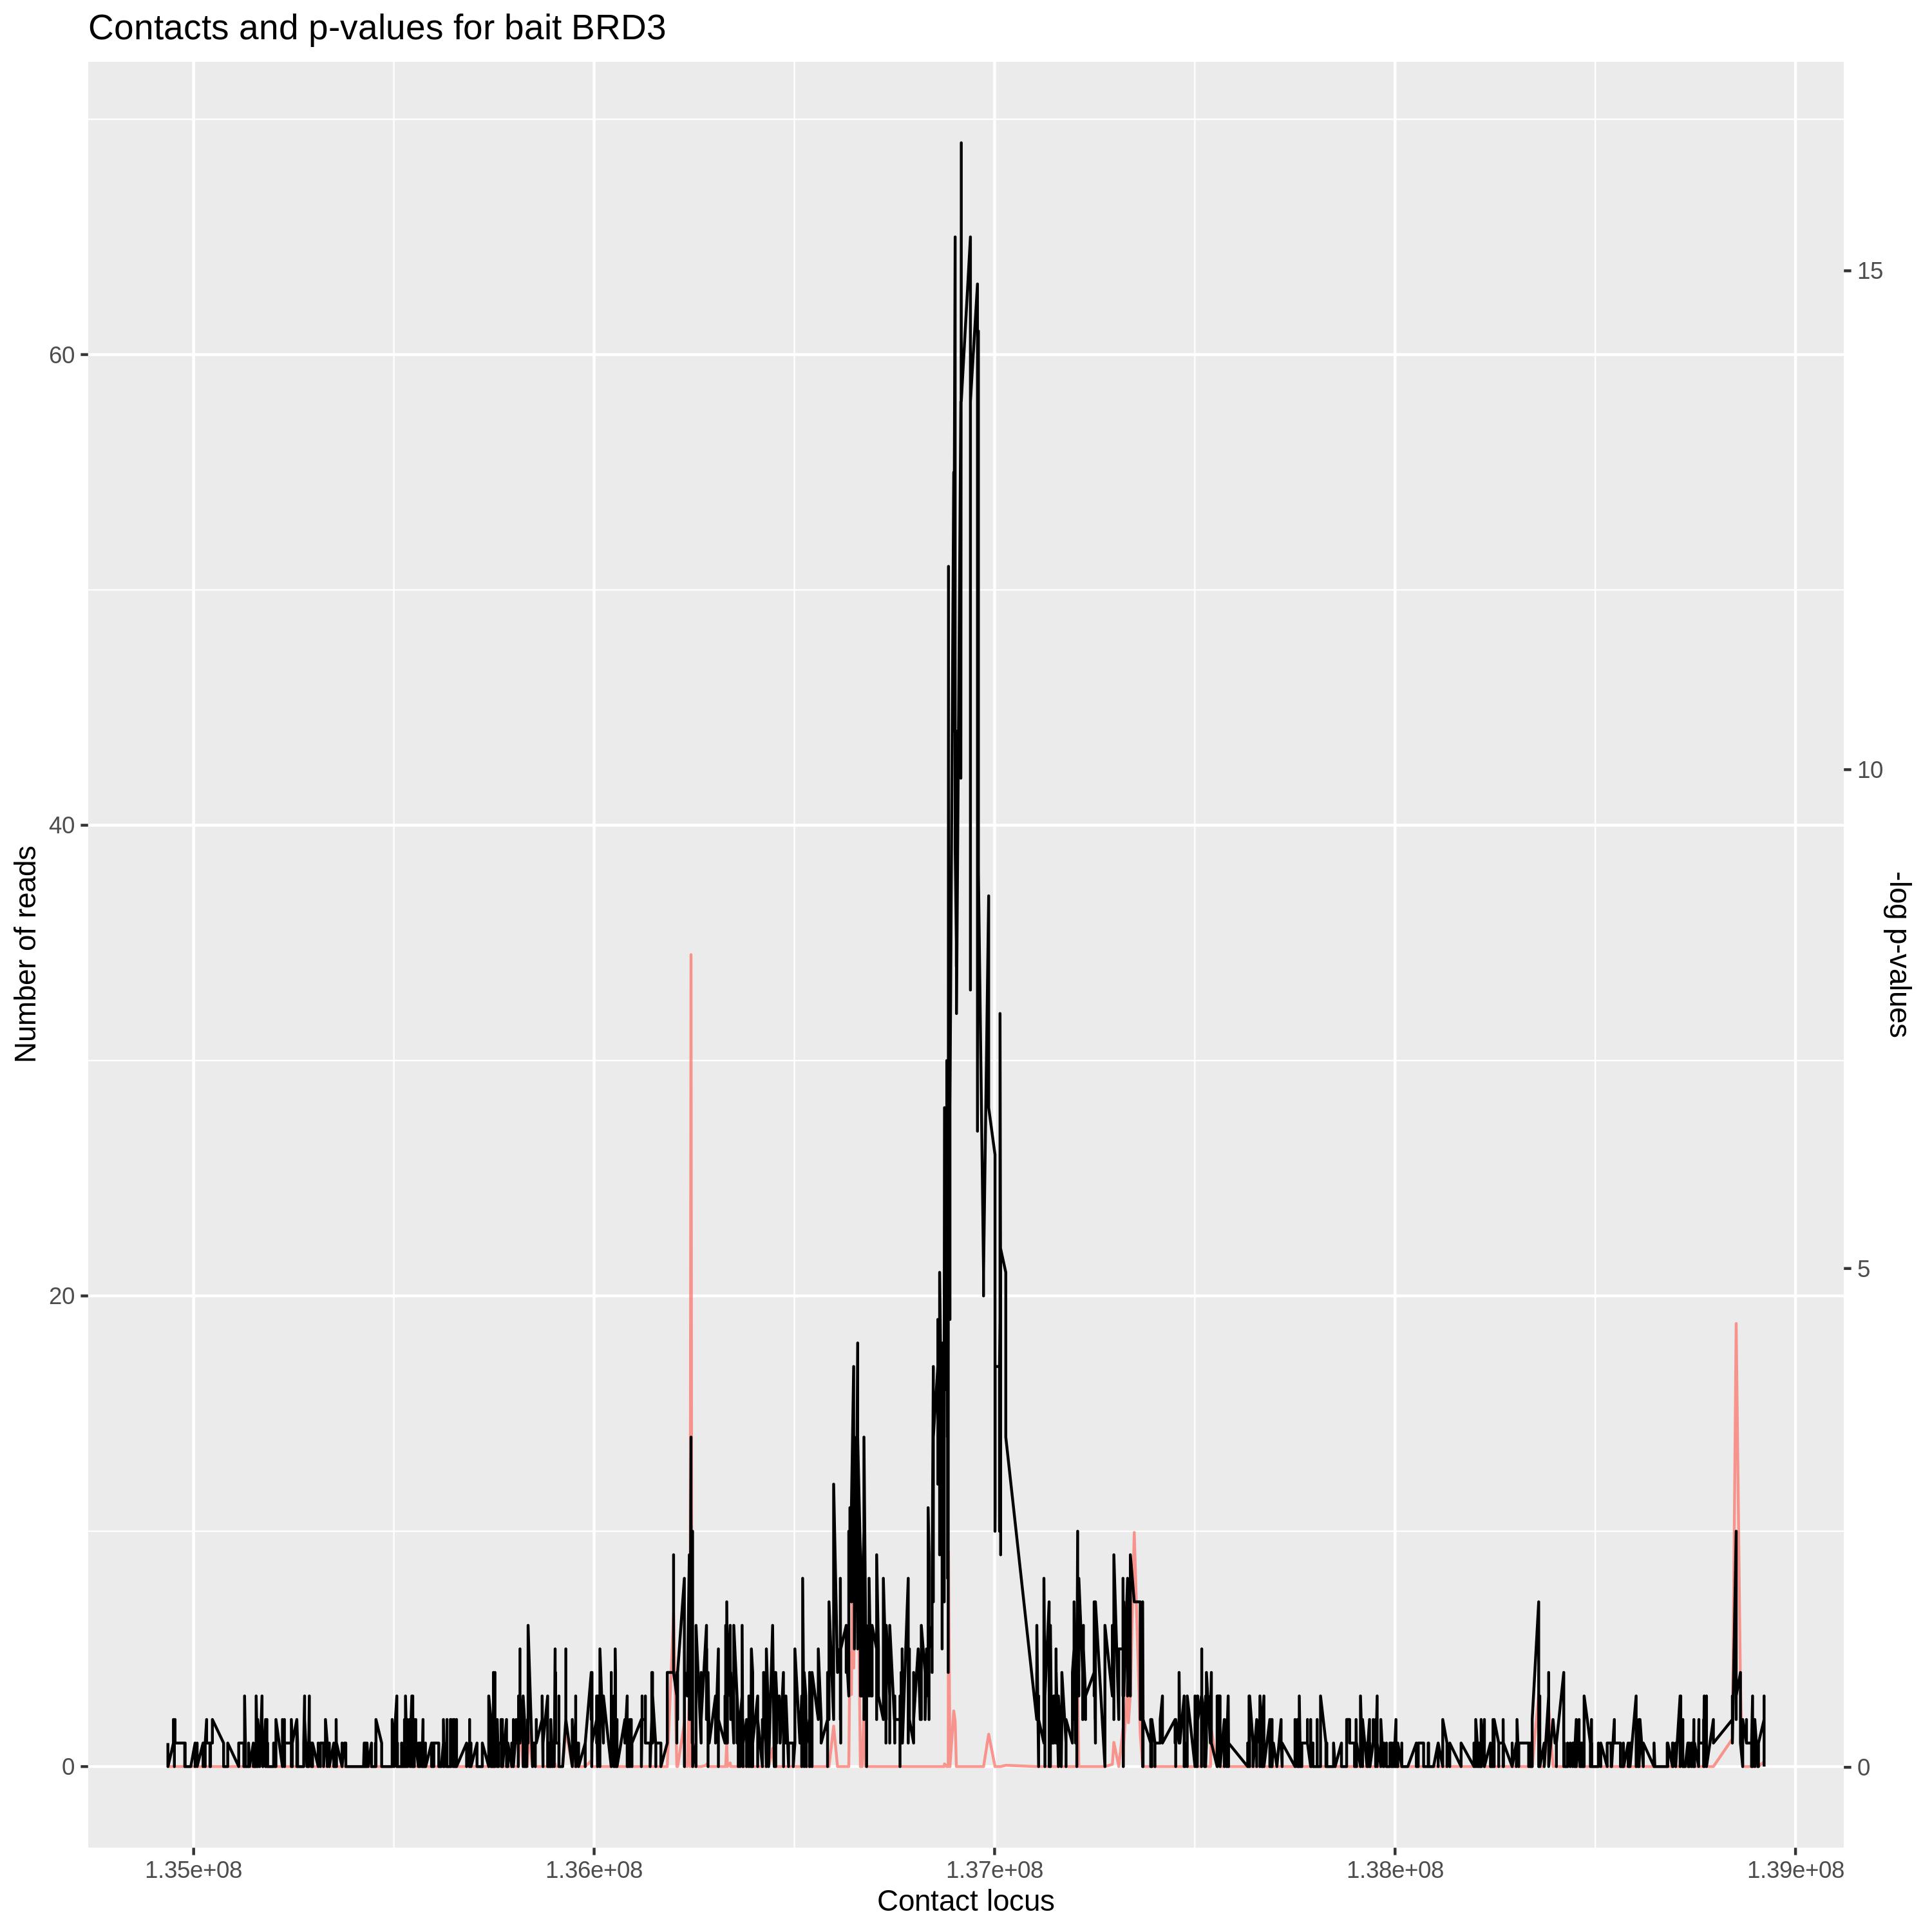 Contacts and p-values for bait BRD3
60
40
20
0
Number of reads
15
10
5
0
-log p-values
1.35e+08
1.36e+08
1.37e+08
1.38e+08
1.39e+08
Contact locus